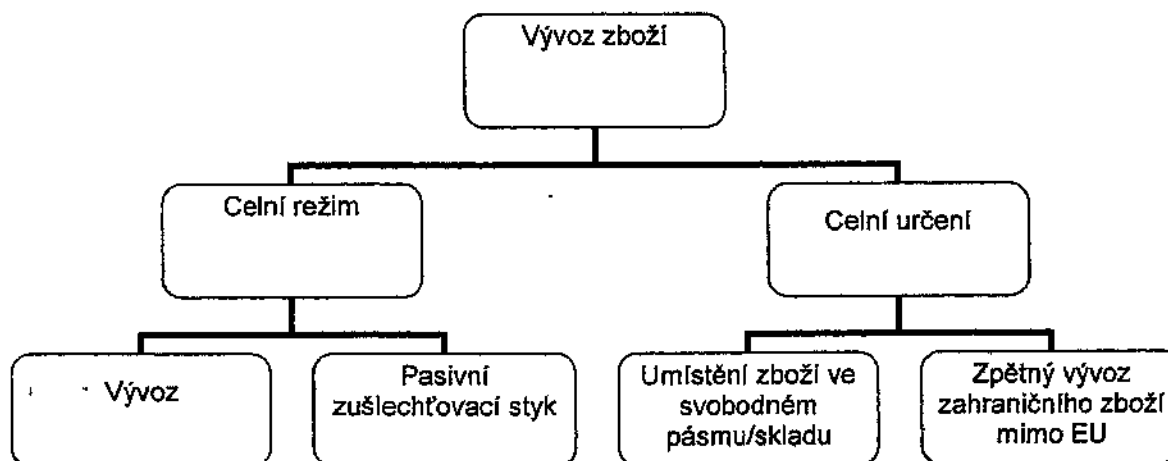 Vývoz zboží
Celní režim
Celní určení
Vývoz
Pasivní
zušlechťovací styk
Umístění zboží ve
svobodném
pásmu/skladu
Zpětný vývoz
zahraničního zboží
mimo EU